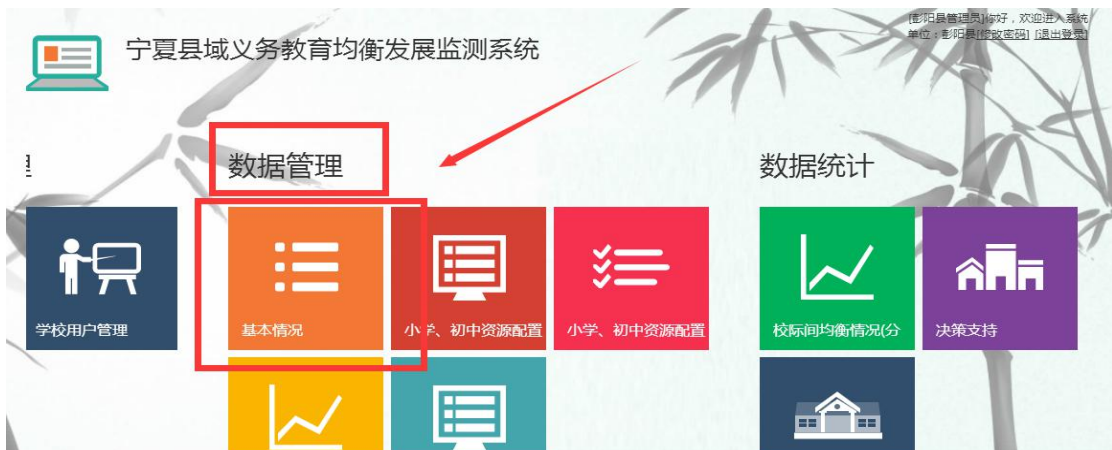 [彭阳县管理员]你好，欢迎进入系统
单位：彭阳县[修改密码] [退出登录]
宁夏县域义务教育均衡发展监测系统
理
数据管理
数据统计
学校用户管理
基本情况
小学、初中资源配置
小学、初中资源配置
校际间均衡情况(分
决策支持